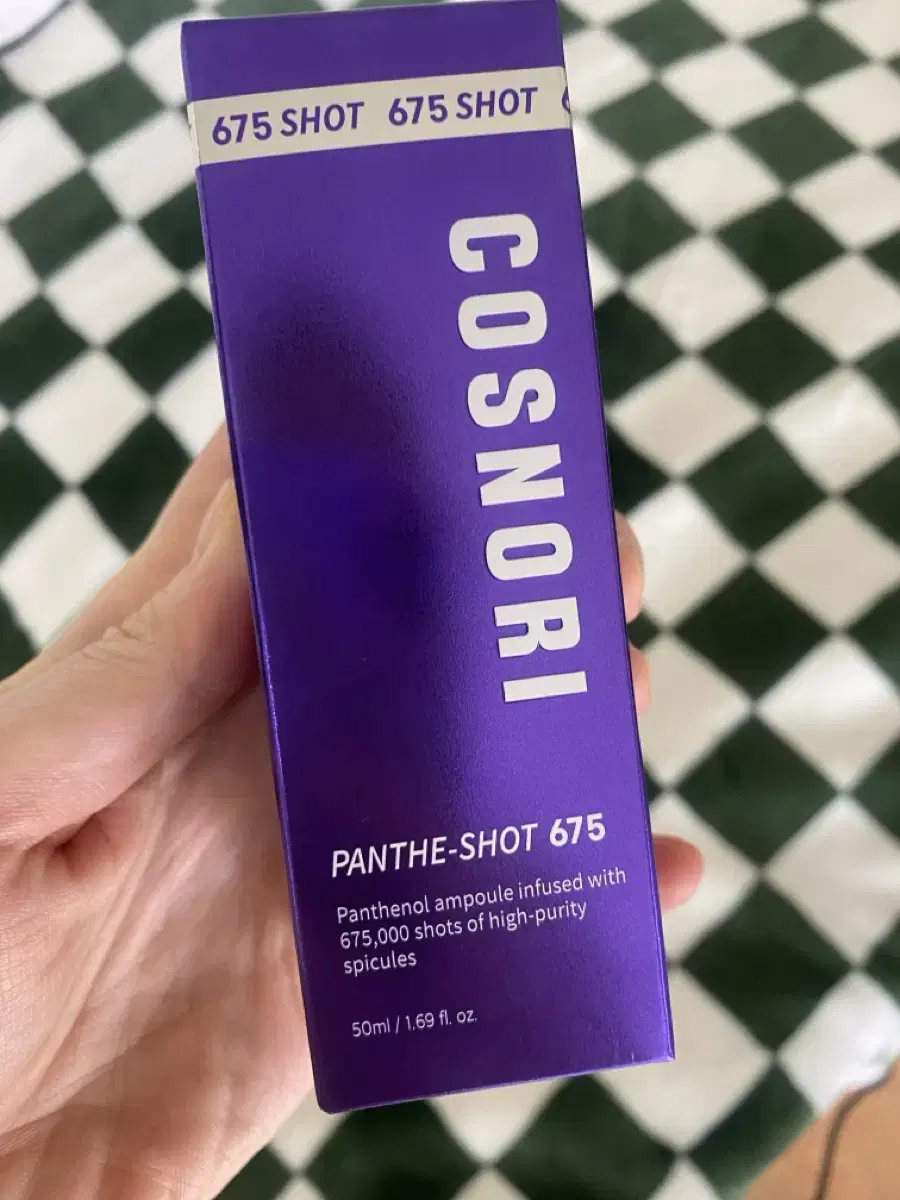 675 SHOT 675 SHOT 6
COSNORI
PANTHE-SHOT 675
Panthenol ampoule infused with
675,000 shots of high-purity
spicules
50ml / 1.69 fl. oz.